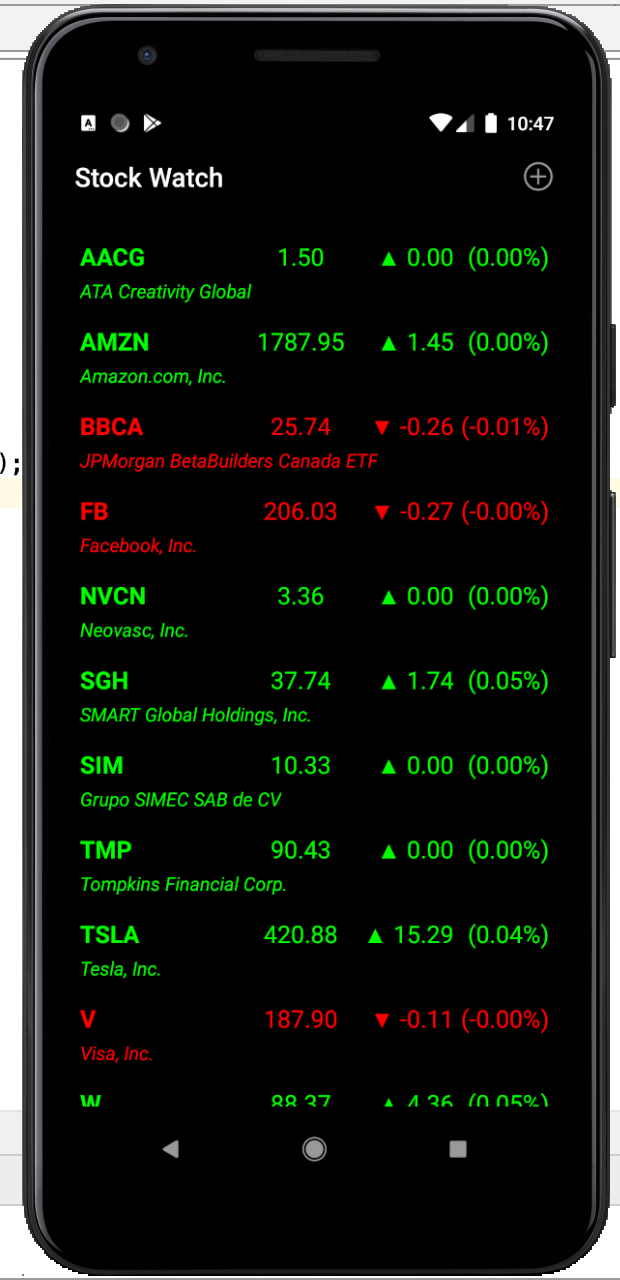 );
10:47
Stock Watch
AACG 1.50 ▲ 0.00 (0.00%)
ATA Creativity Global
AMZN 1787.95 ▲ 1.45 (0.00%)
Amazon.com, Inc.
BBCA 25.74 ▼ -0.26 (-0.01%)
JPMorgan BetaBuilders Canada ETF
FB 206.03 ▼ -0.27 (-0.00%)
Facebook, Inc.
NVCN 3.36 ▲ 0.00 (0.00%)
Neovasc, Inc.
SGH 37.74 ▲ 1.74 (0.05%)
SMART Global Holdings, Inc.
SIM 10.33 ▲ 0.00 (0.00%)
Grupo SIMEC SAB de CV
TMP 90.43 ▲ 0.00 (0.00%)
Tompkins Financial Corp.
TSLA 420.88 ▲ 15.29 (0.04%)
Tesla, Inc.
V 187.90 ▼ -0.11 (-0.00%)
Visa, Inc.
W 88.37 ▲ 4.36 (0.05%)